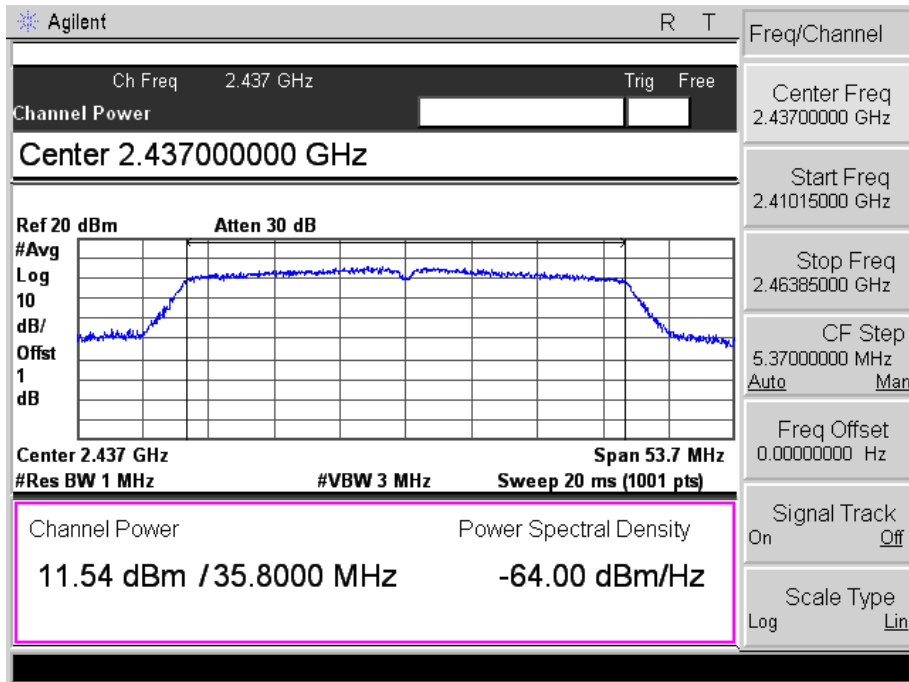 Agilent R T
Ch Freq 2.437 GHz Trig Free
Channel Power
Center 2.437000000 GHz
Ref 20 dBm Atten 30 dB
#Avg
Log
10
dB/
Offst
1
dB
Center 2.437 GHz Span 53.7 MHz
#Res BW 1 MHz #VBW 3 MHz Sweep 20 ms (1001 pts)
Channel Power Power Spectral Density
11.54 dBm / 35.8000 MHz -64.00 dBm/Hz
Freq/Channel
Center Freq
2.43700000 GHz
Start Freq
2.41015000 GHz
Stop Freq
2.46385000 GHz
CF Step
5.37000000 MHz
Auto Man
Freq Offset
0.00000000 Hz
Signal Track
On Off
Scale Type
Log Lin